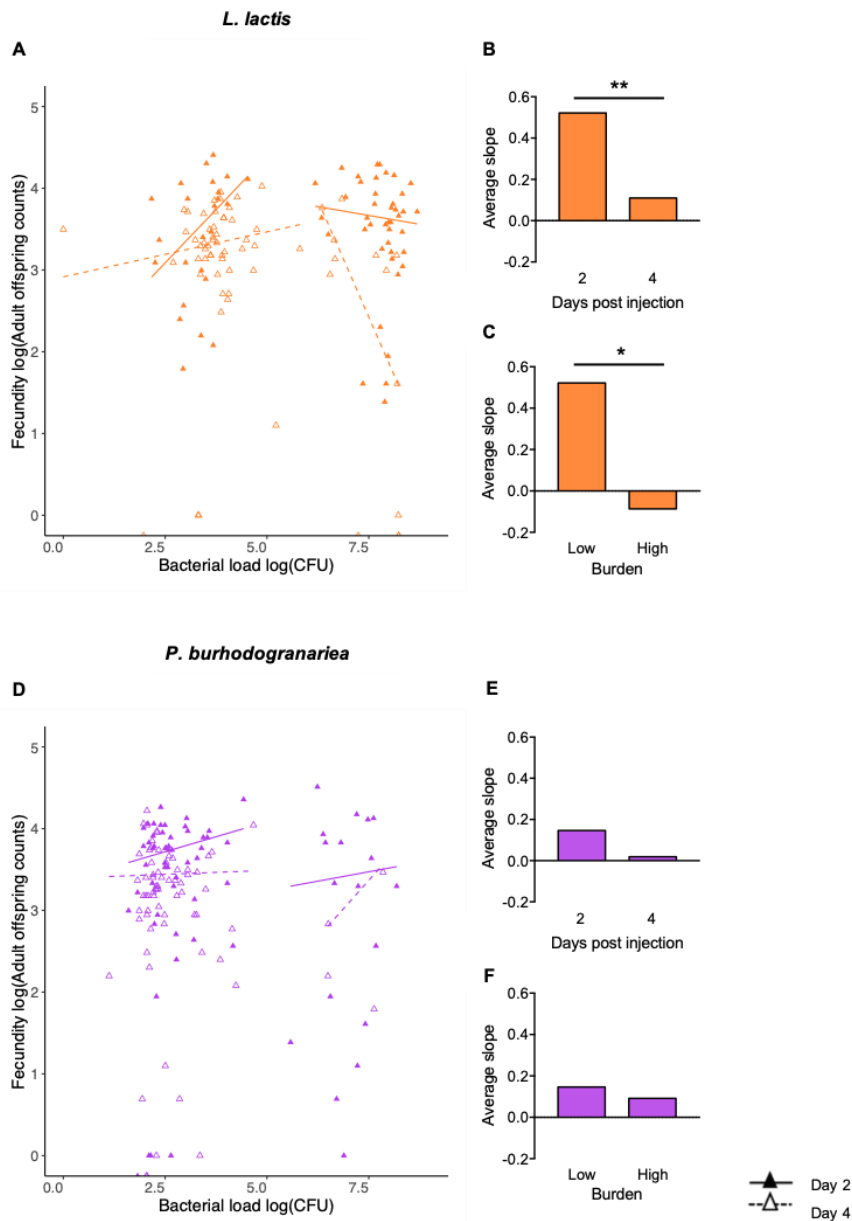 L. lactis
A
5
4
3
2
1
0
0.0 2.5 5.0 7.5
Bacterial load log(CFU)
Fecundity log(Adult offspring counts)
B
**
0.6
0.4
0.2
0.0
-0.2
Average slope
2 4
Days post injection
C
*
0.6
0.4
0.2
0.0
-0.2
Average slope
Low High
Burden
P. burhodogranariea
D
5
4
3
2
1
0
0.0 2.5 5.0 7.5
Bacterial load log(CFU)
Fecundity log(Adult offspring counts)
E
0.6
0.4
0.2
0.0
-0.2
Average slope
2 4
Days post injection
F
0.6
0.4
0.2
0.0
-0.2
Average slope
Low High
Burden
Day 2
Day 4